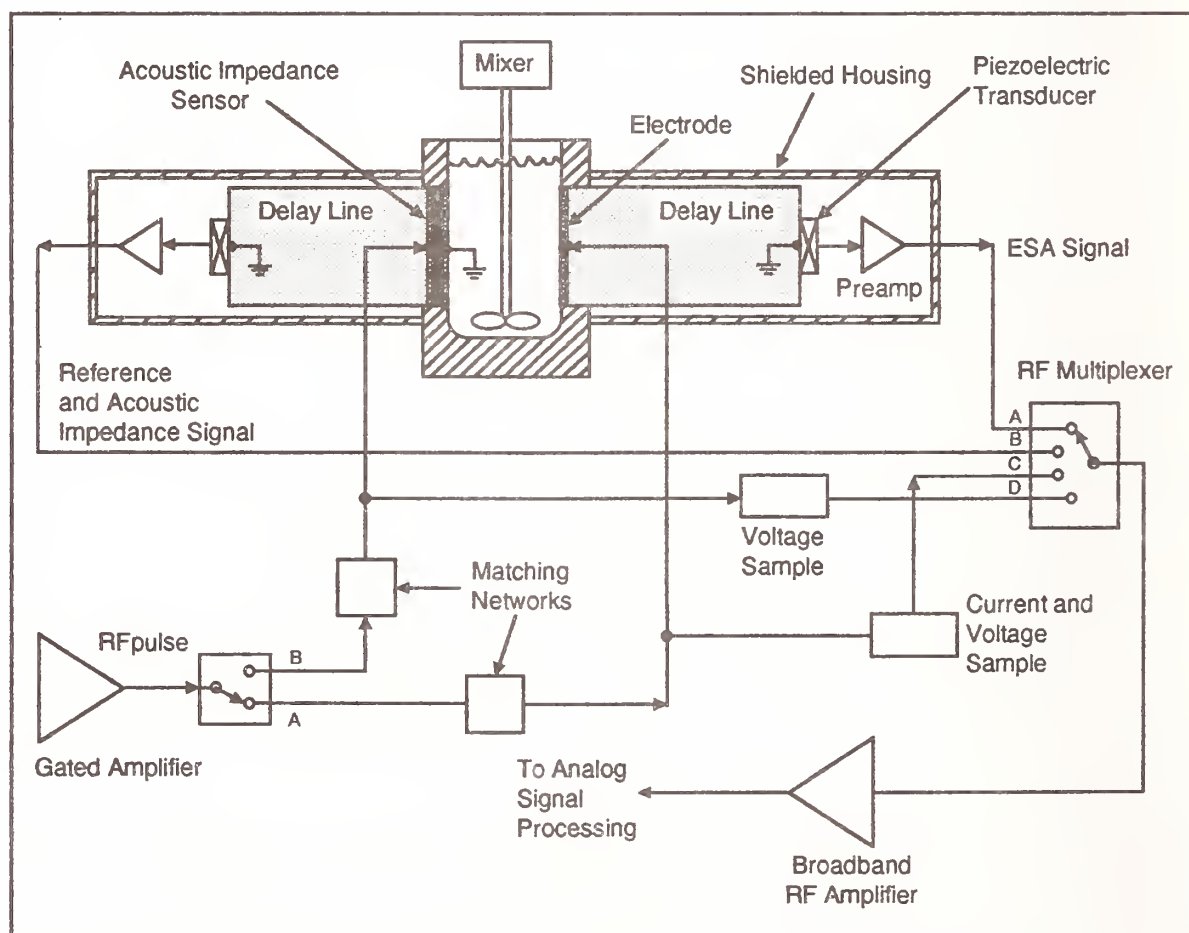 Mixer
Acoustic Impedance
Sensor
Shielded Housing
Piezoelectric
Transducer
Electrode
Delay Line
Delay Line
ESA Signal
Preamp
Reference
and Acoustic
Impedance Signal
RF Multiplexer
A
B
C
D
Voltage
Sample
Matching
Networks
Current and
Voltage
Sample
RFpulse
B
A
Gated Amplifier
To Analog
Signal
Processing
Broadband
RF Amplifier